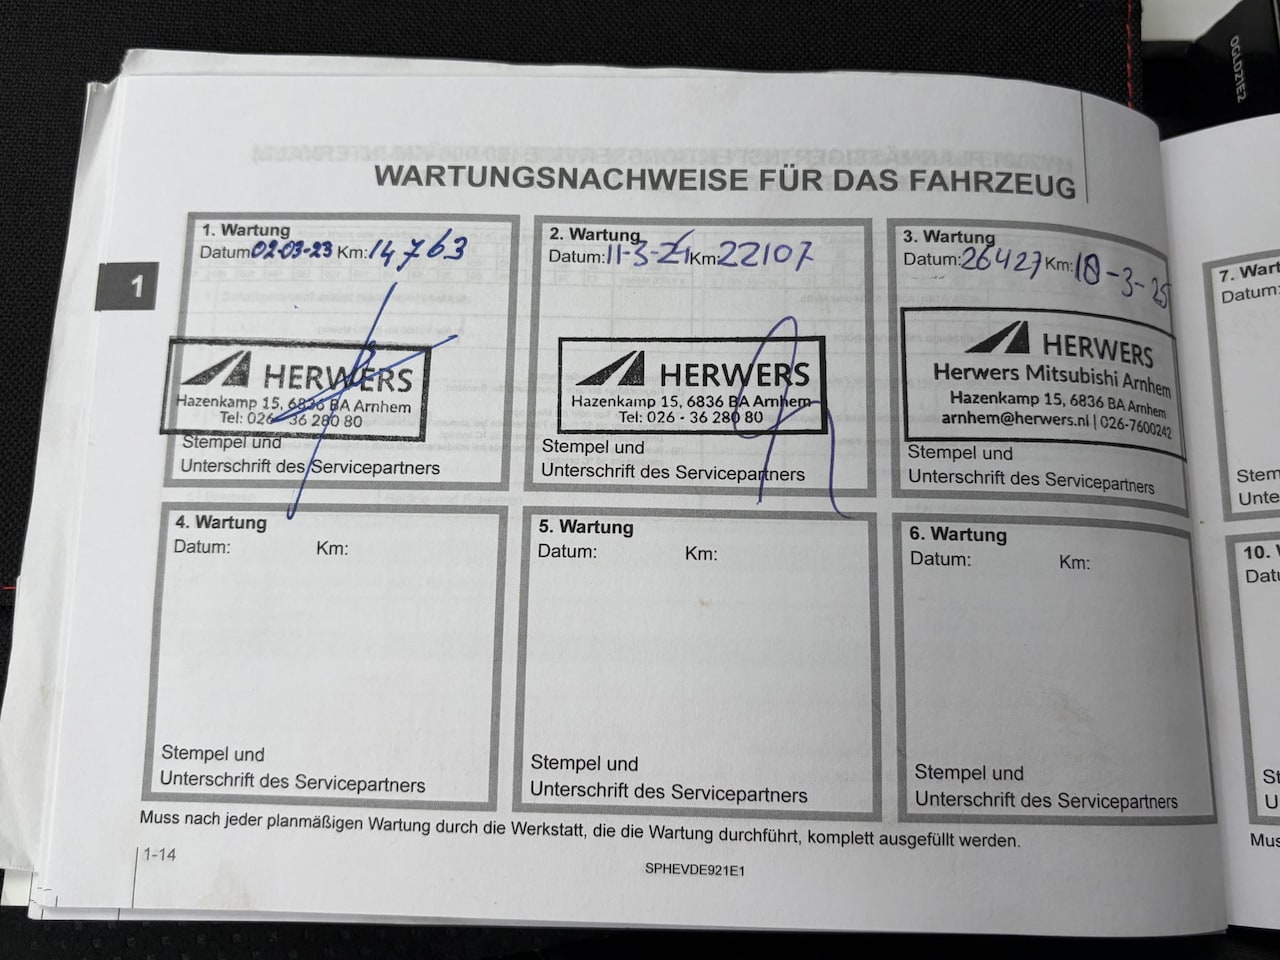 WARTUNGSNACHWEISE FÜR DAS FAHRZEUG
1
1. Wartung
Datum: 02-03-23 Km: 14763
HERWERS
Hazenkamp 15, 6836 BA Arnhem
Tel: 026 - 36 280 80
Stempel und
Unterschrift des Servicepartners
2. Wartung
Datum: 11-3-24 Km: 22107
HERWERS
Hazenkamp 15, 6836 BA Arnhem
Tel: 026 - 36 280 80
Stempel und
Unterschrift des Servicepartners
3. Wartung
Datum: 26427 Km: 18-3-25
HERWERS
Herwers Mitsubishi Arnhem
Hazenkamp 15, 6836 BA Arnhem
arnhem@herwers.nl | 026-7600242
Stempel und
Unterschrift des Servicepartners
4. Wartung
Datum: Km:
Stempel und
Unterschrift des Servicepartners
5. Wartung
Datum: Km:
Stempel und
Unterschrift des Servicepartners
6. Wartung
Datum: Km:
Stempel und
Unterschrift des Servicepartners
Muss nach jeder planmäßigen Wartung durch die Werkstatt, die die Wartung durchführt, komplett ausgefüllt werden.
1-14
SPHEVDE921E1
7. Wart
Datum:
Stem
Unte
10. W
Datu
St
U
Mus
OGLD21E2